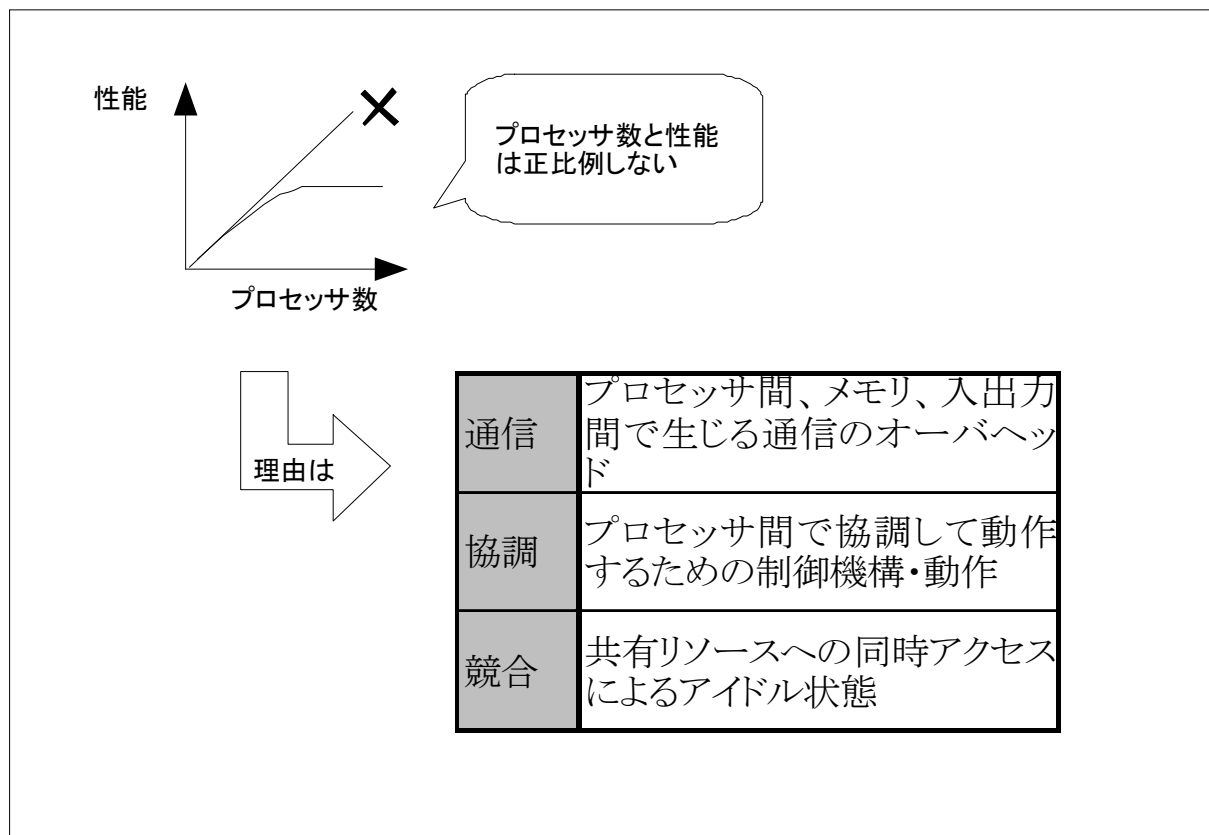 性能
プロセッサ数と性能
は正比例しない
プロセッサ数
理由は
通信
プロセッサ間、メモリ、入出力
間で生じる通信のオーバヘッ
ド
協調
プロセッサ間で協調して動作
するための制御機構・動作
競合
共有リソースへの同時アクセス
によるアイドル状態